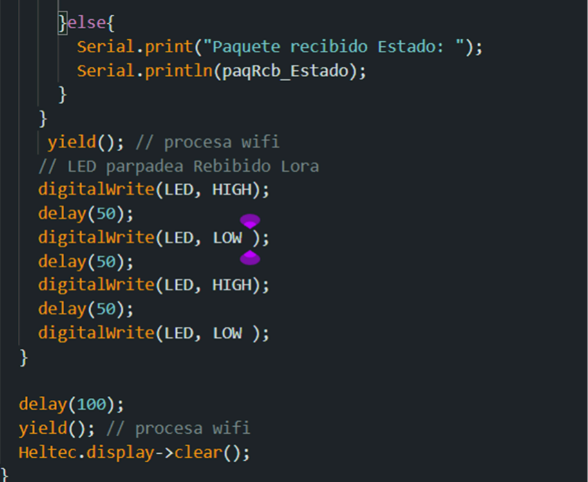 }else{
Serial.print("Paquete recibido Estado: ");
Serial.println(paqRcb_Estado);
}
}
yield(); // procesa wifi
// LED parpadea Rebibido Lora
digitalWrite(LED, HIGH);
delay(50);
digitalWrite(LED, LOW );
delay(50);
digitalWrite(LED, HIGH);
delay(50);
digitalWrite(LED, LOW );
}
delay(100);
yield(); // procesa wifi
Heltec.display->clear();
}